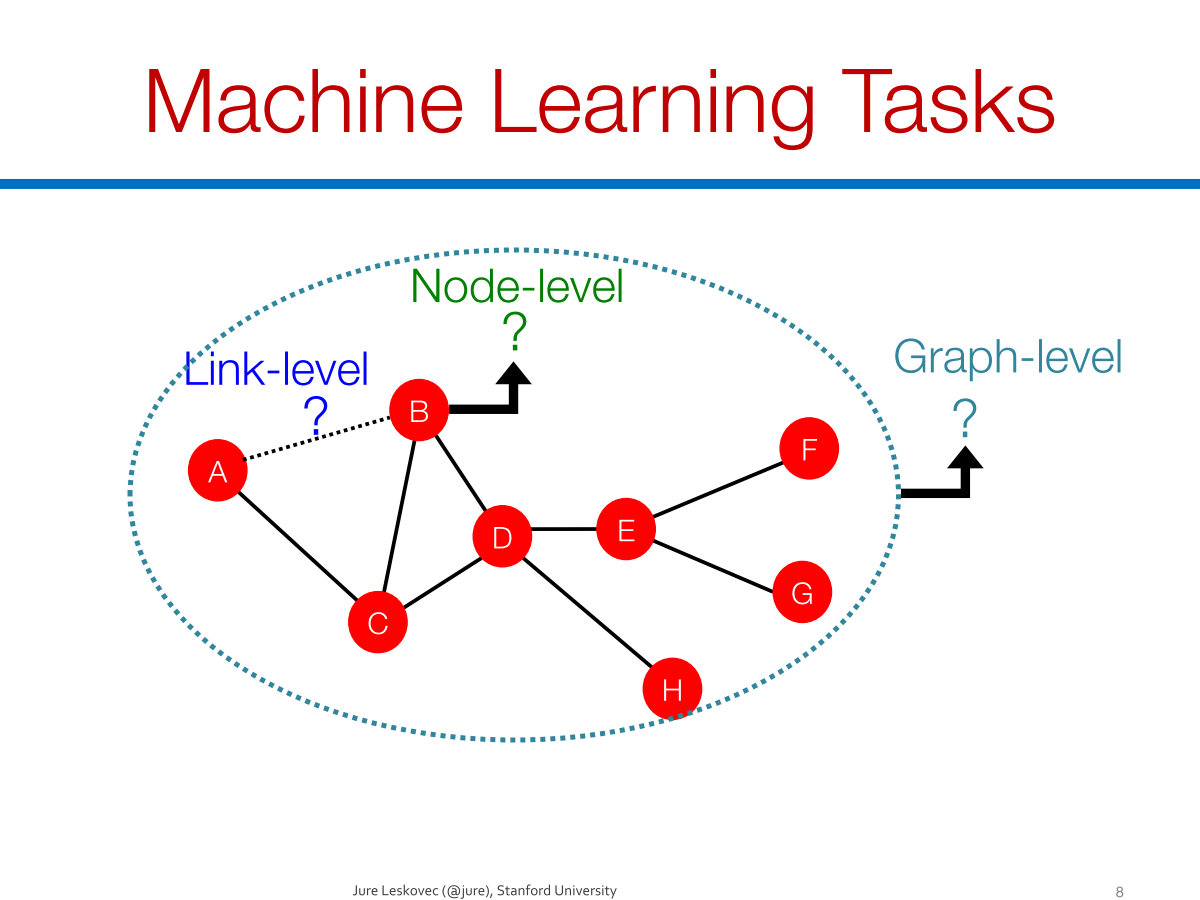 Machine Learning Tasks
Node-level
?
Link-level
?
Graph-level
?
B
A
F
D
E
G
C
H
Jure Leskovec (@jure), Stanford University
8